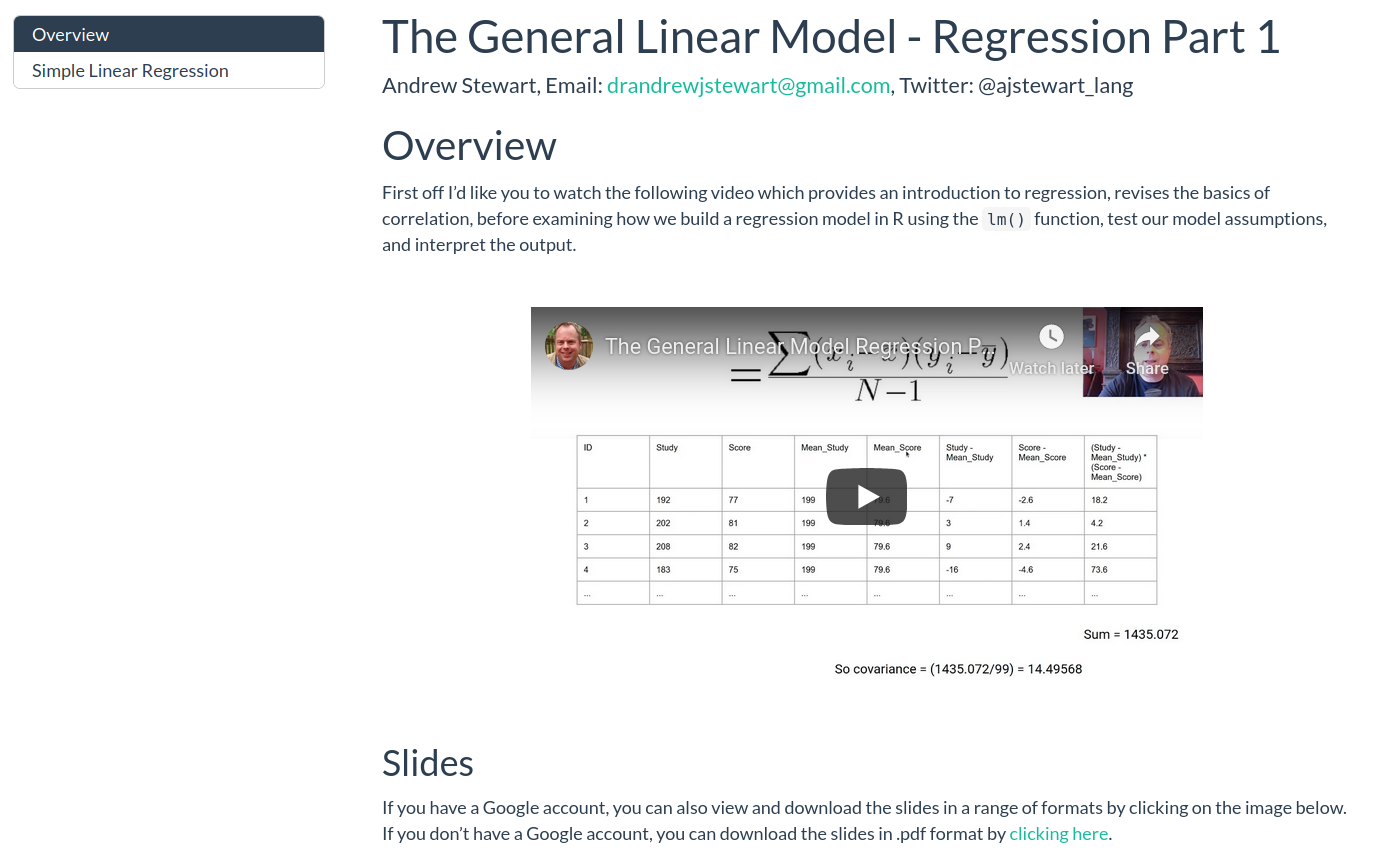 Overview
Simple Linear Regression
The General Linear Model - Regression Part 1
Andrew Stewart, Email: drandrewjstewart@gmail.com, Twitter: @ajstewart_lang
Overview
First off I’d like you to watch the following video which provides an introduction to regression, revises the basics of
correlation, before examining how we build a regression model in R using the lm() function, test our model assumptions,
and interpret the output.
The General Linear Model Regression P...
Watch later
Share
= ∑(x_i − x̅)(y_i − y̅)
N − 1
ID Study Score Mean_Study Mean_Score Study - Mean_Study Score - Mean_Score (Study - Mean_Study) * (Score - Mean_Score)
1 192 77 199 79.6 -7 -2.6 18.2
2 202 81 199 79.6 3 1.4 4.2
3 208 82 199 79.6 9 2.4 21.6
4 183 75 199 79.6 -16 -4.6 73.6
... ... ... ... ... ... ... ...
Sum = 1435.072
So covariance = (1435.072/99) = 14.49568
Slides
If you have a Google account, you can also view and download the slides in a range of formats by clicking on the image below.
If you don’t have a Google account, you can download the slides in .pdf format by clicking here.